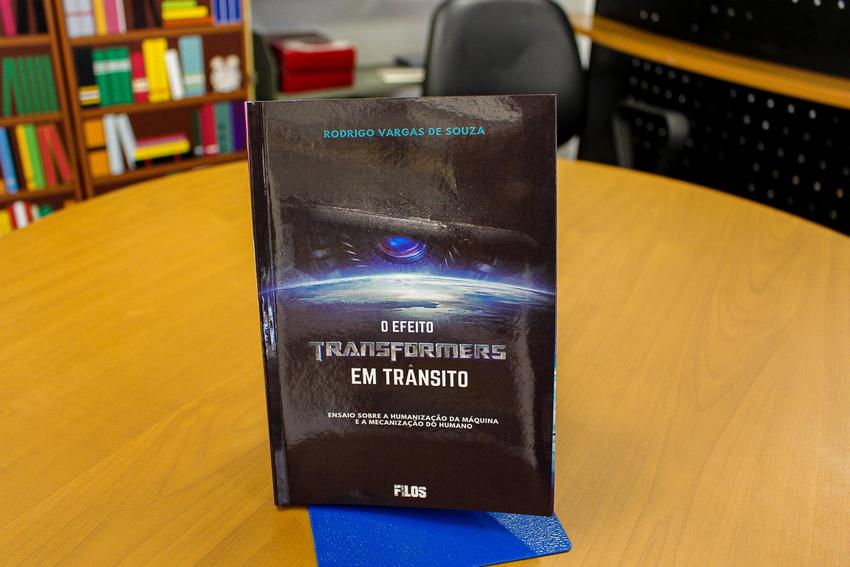 RODRIGO VARGAS DE SOUZA
O EFEITO
TRANSFORMERS
EM TRÂNSITO
ENSAIO SOBRE A HUMANIZAÇÃO DA MÁQUINA
E A MECANIZAÇÃO DO HUMANO
FILOS